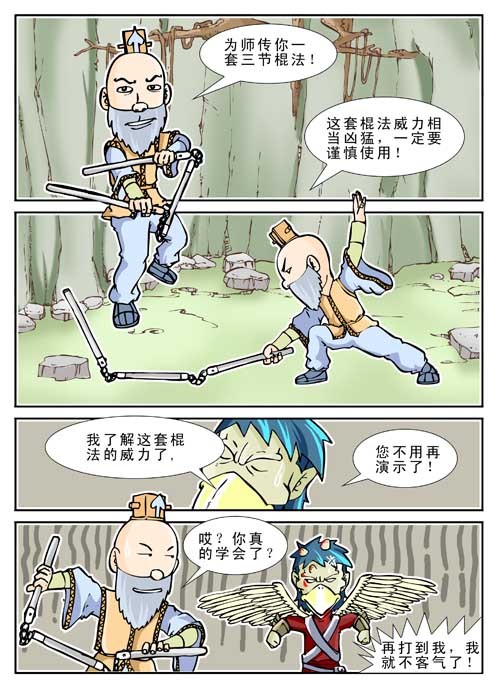 为师传你一
套三节棍法！
这套棍法威力相
当凶猛，一定要
谨慎使用！
我了解这套棍
法的威力了，
您不用再
演示了！
哎？你真
的学会了？
再打到我，我
就不客气了！